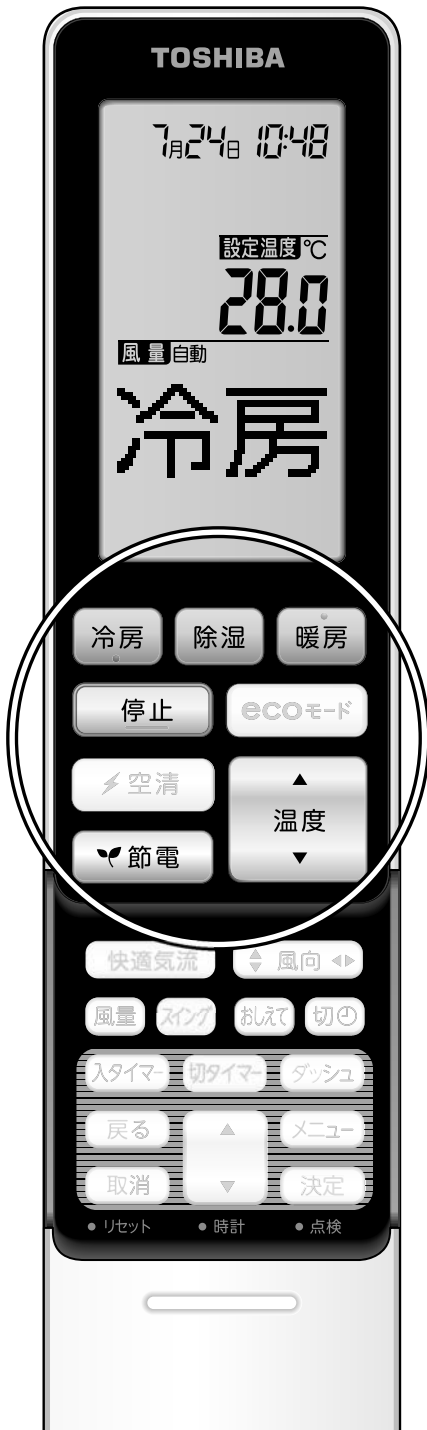 TOSHIBA
7月24日 10:48
設定温度 ℃
28.0
風量 自動
冷房
冷房 除湿 暖房
停止 ecoモード
空清
温度
節電
快適気流 風向
風量 スイング おしえて 切
入タイマー 切タイマー ダッシュ
戻る メニュー
取消 決定
リセット 時計 点検